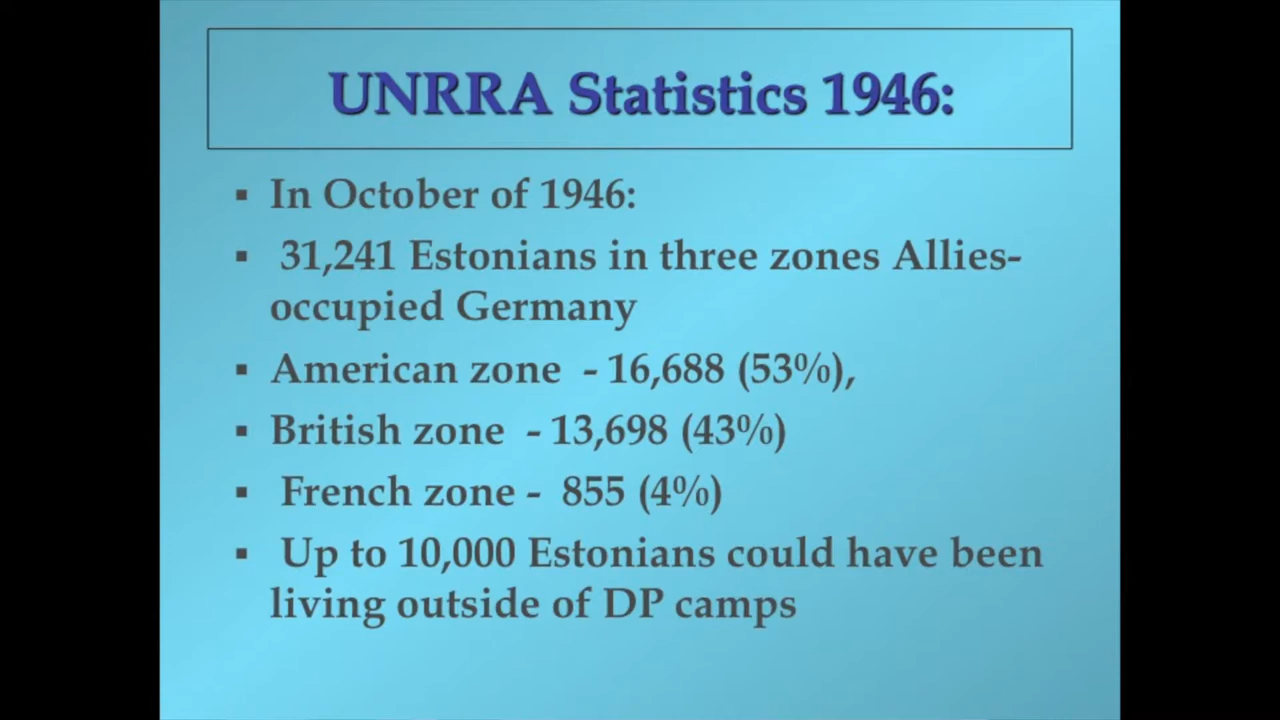 UNRRA Statistics 1946:
▪ In October of 1946:
▪ 31,241 Estonians in three zones Allies-
occupied Germany
▪ American zone - 16,688 (53%),
▪ British zone - 13,698 (43%)
▪ French zone - 855 (4%)
▪ Up to 10,000 Estonians could have been
living outside of DP camps